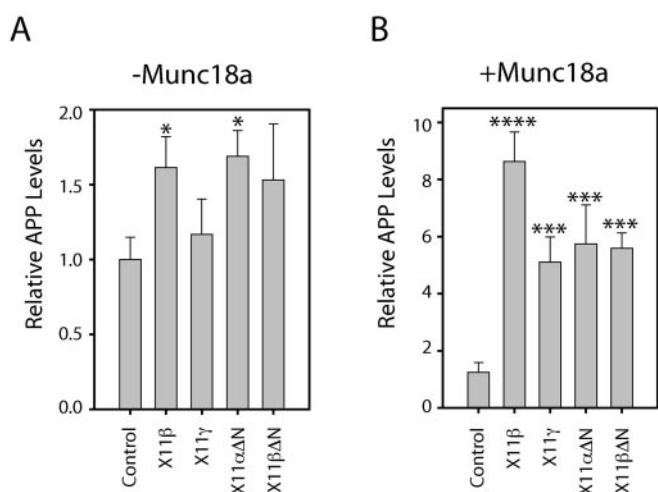 A
-Munc18a
Relative APP Levels
2.0
1.5
1.0
0.5
0.0
*
*
Control
X11β
X11γ
X11αΔN
X11βΔN
B
+Munc18a
Relative APP Levels
10
8
6
4
2
0
****
***
***
***
Control
X11β
X11γ
X11αΔN
X11βΔN